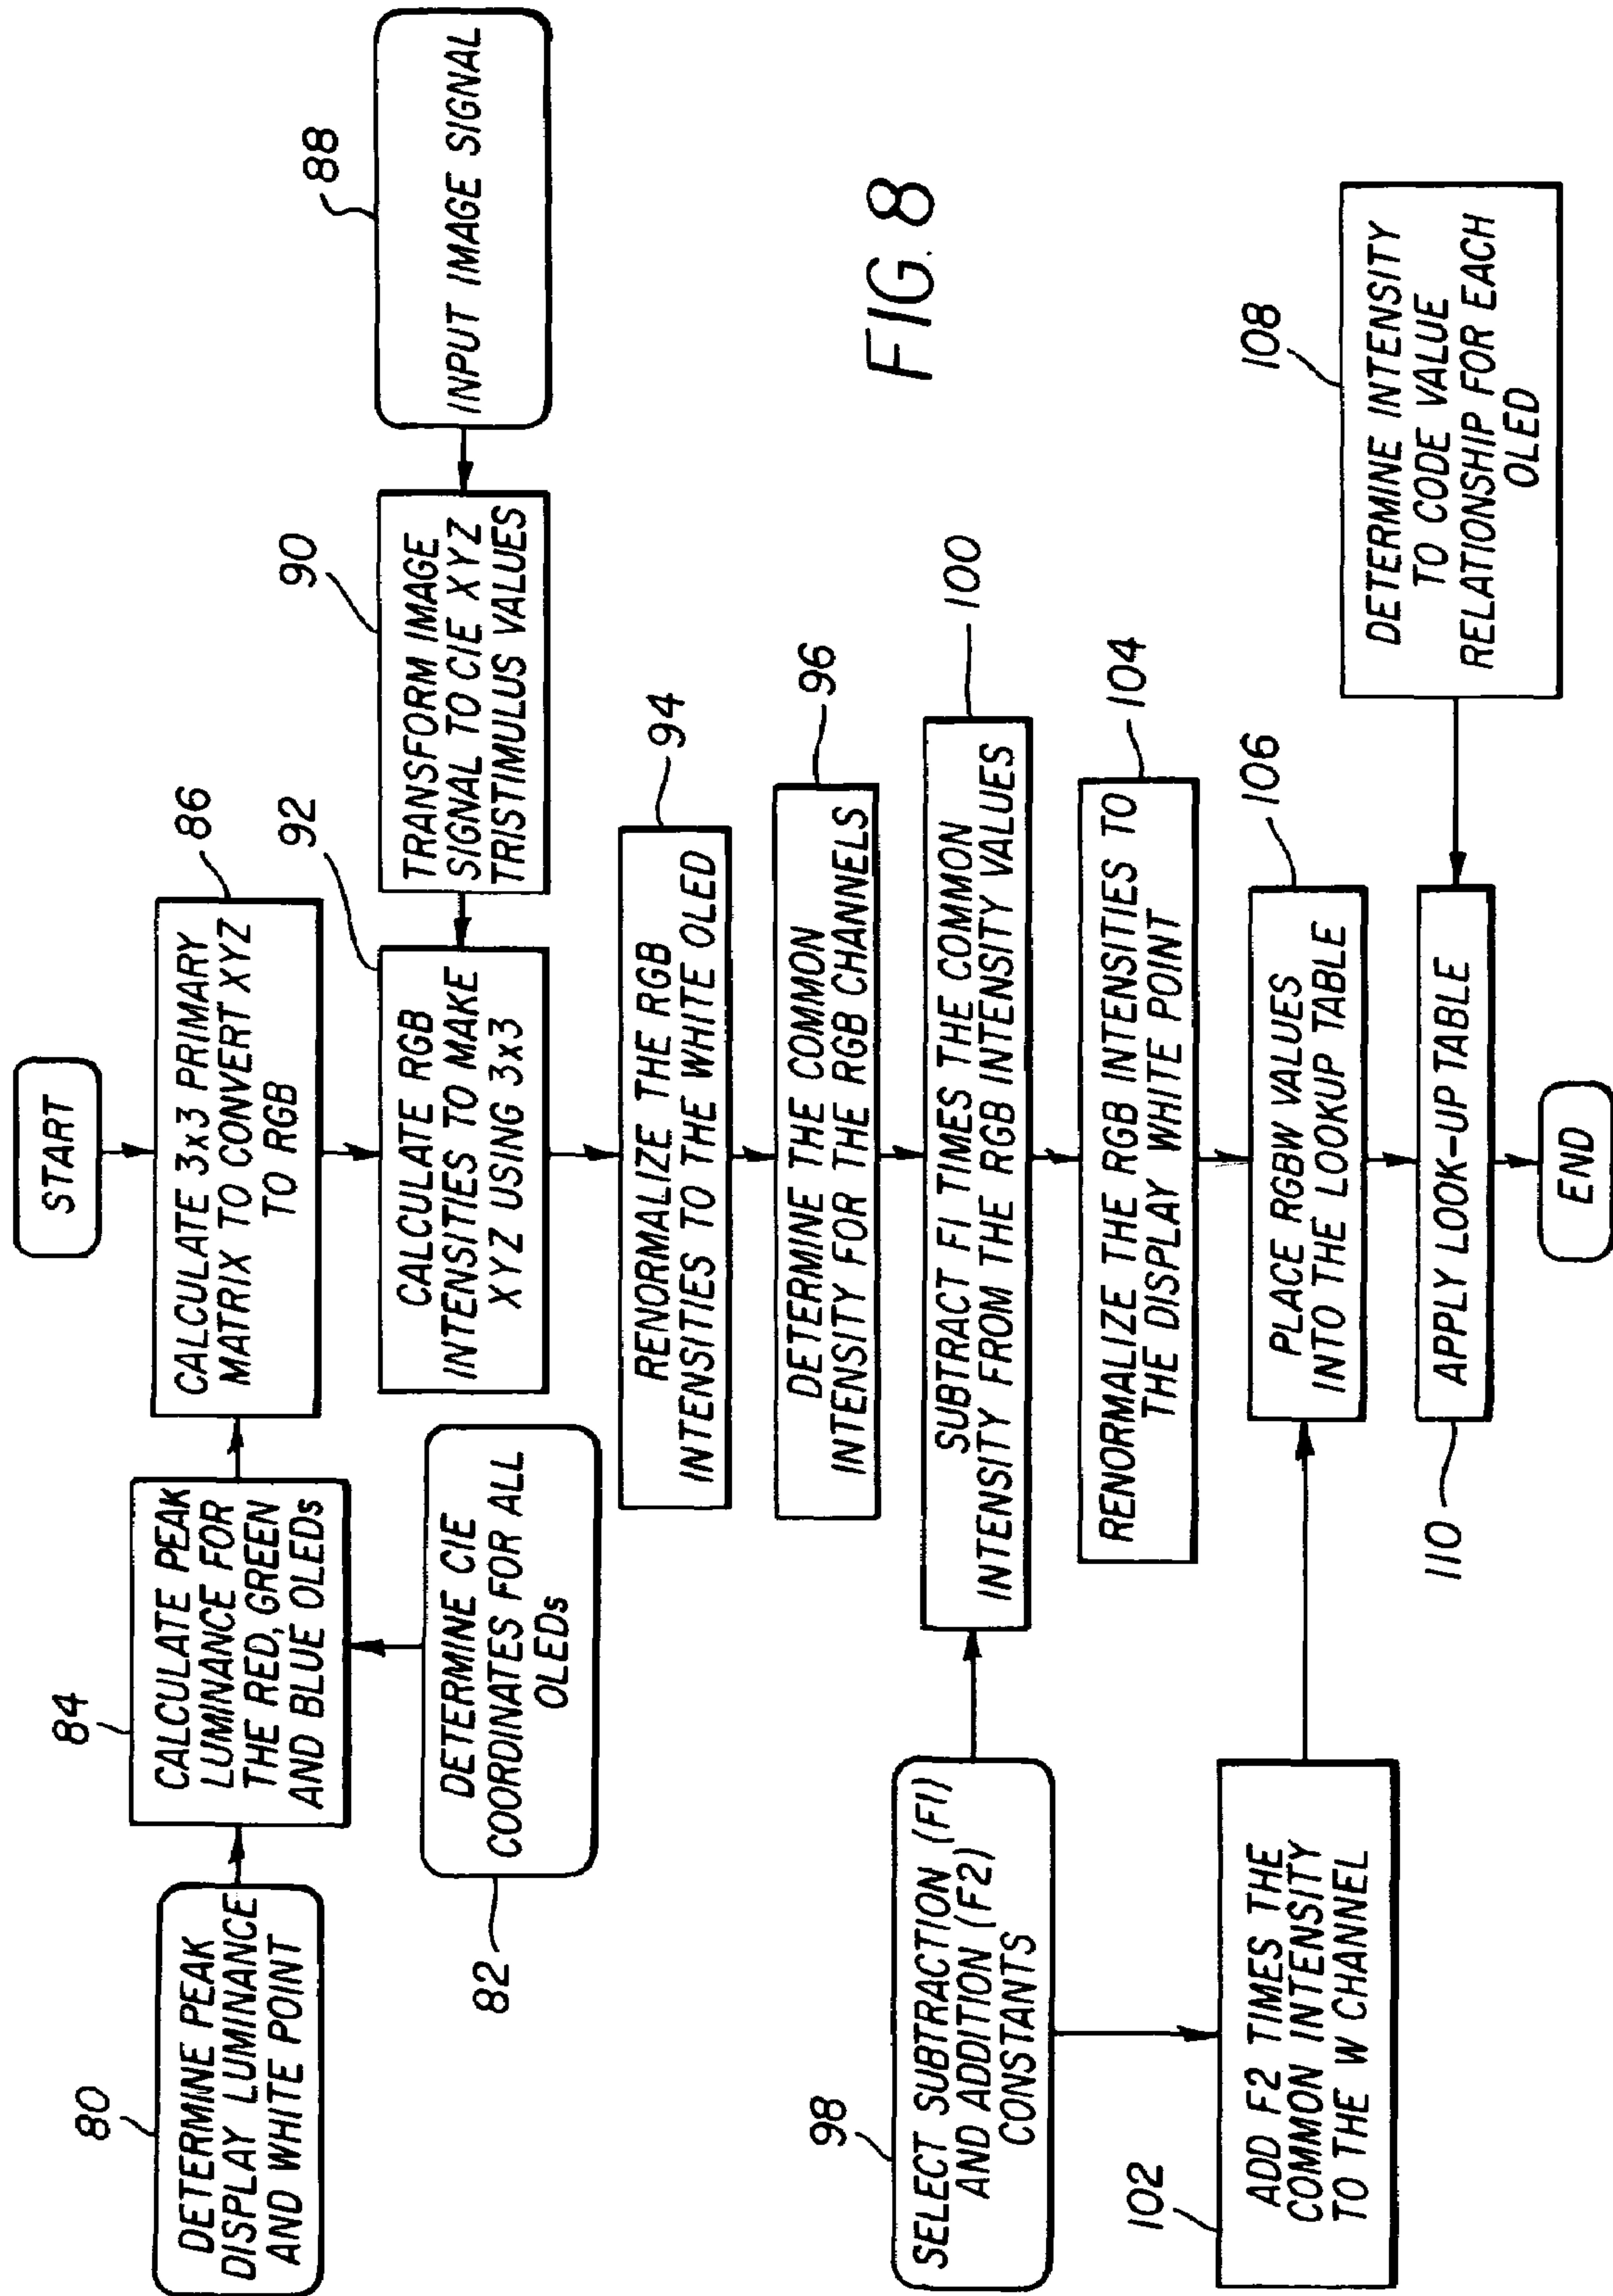 START
80
DETERMINE PEAK
DISPLAY LUMINANCE
AND WHITE POINT
84
CALCULATE PEAK
LUMINANCE FOR
THE RED, GREEN
AND BLUE OLEDs
82
DETERMINE CIE
COORDINATES FOR ALL
OLEDs
86
CALCULATE 3x3 PRIMARY
MATRIX TO CONVERT XYZ
TO RGB
88
INPUT IMAGE SIGNAL
90
TRANSFORM IMAGE
SIGNAL TO CIE XYZ
TRISTIMULUS VALUES
92
CALCULATE RGB
INTENSITIES TO MAKE
XYZ USING 3x3
94
RENORMALIZE THE RGB
INTENSITIES TO THE WHITE OLED
96
DETERMINE THE COMMON
INTENSITY FOR THE RGB CHANNELS
98
SELECT SUBTRACTION (F1)
AND ADDITION (F2)
CONSTANTS
100
SUBTRACT F1 TIMES THE COMMON
INTENSITY FROM THE RGB INTENSITY VALUES
102
ADD F2 TIMES THE
COMMON INTENSITY
TO THE W CHANNEL
104
RENORMALIZE THE RGB INTENSITIES TO
THE DISPLAY WHITE POINT
106
PLACE RGBW VALUES
INTO THE LOOKUP TABLE
108
DETERMINE INTENSITY
TO CODE VALUE
RELATIONSHIP FOR EACH
OLED
110
APPLY LOOK-UP TABLE
END
FIG. 8